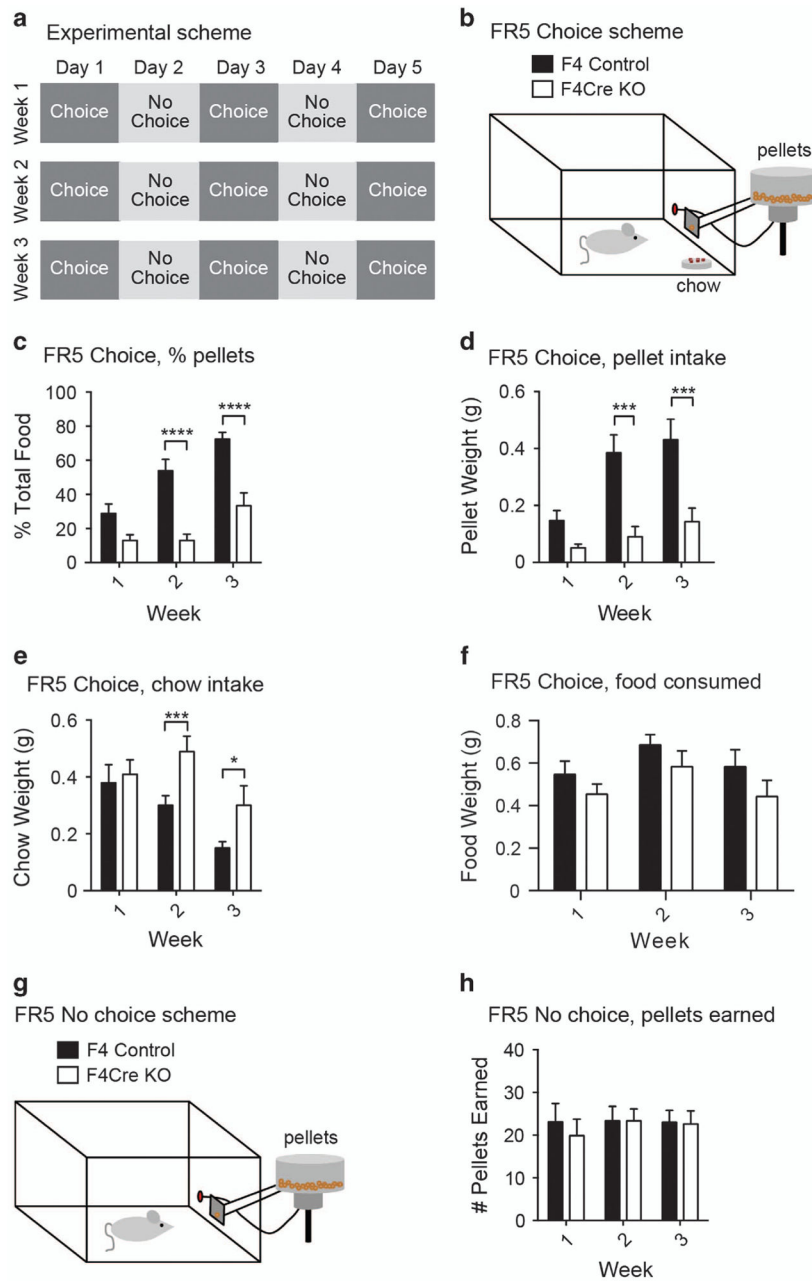 a
Experimental scheme
Day 1 Day 2 Day 3 Day 4 Day 5
Week 1
Choice
No
Choice
Choice
No
Choice
Choice
Week 2
Choice
No
Choice
Choice
No
Choice
Choice
Week 3
Choice
No
Choice
Choice
No
Choice
Choice
b
FR5 Choice scheme
F4 Control
F4Cre KO
pellets
chow
c
FR5 Choice, % pellets
% Total Food
100
80
60
40
20
0
****
****
1 2 3
Week
d
FR5 Choice, pellet intake
Pellet Weight (g)
0.6
0.4
0.2
0
***
***
1 2 3
Week
e
FR5 Choice, chow intake
Chow Weight (g)
0.6
0.4
0.2
0
***
*
1 2 3
Week
f
FR5 Choice, food consumed
Food Weight (g)
0.8
0.6
0.4
0.2
0
1 2 3
Week
g
FR5 No choice scheme
F4 Control
F4Cre KO
pellets
h
FR5 No choice, pellets earned
# Pellets Earned
40
30
20
10
0
1 2 3
Week